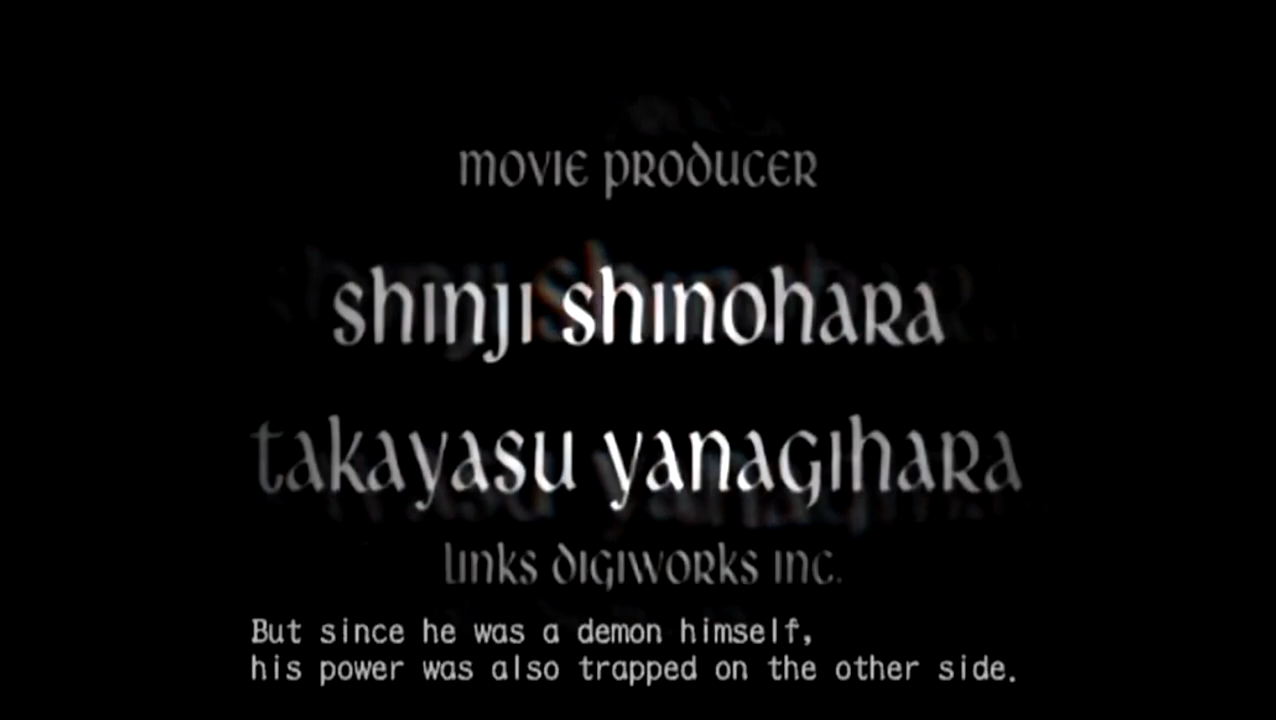 movie producer
shinji shinohara
takayasu yanagihara
links digiworks inc.
But since he was a demon himself,
his power was also trapped on the other side.